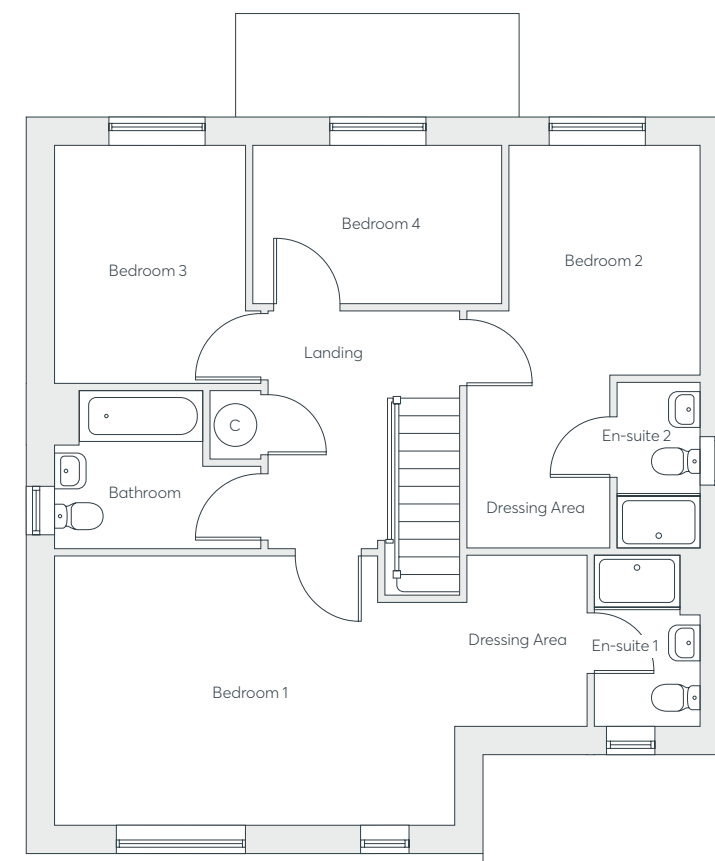 Bedroom 4
Bedroom 2
Bedroom 3
Landing
C
En-suite 2
Bathroom
Dressing Area
Dressing Area
En-suite 1
Bedroom 1